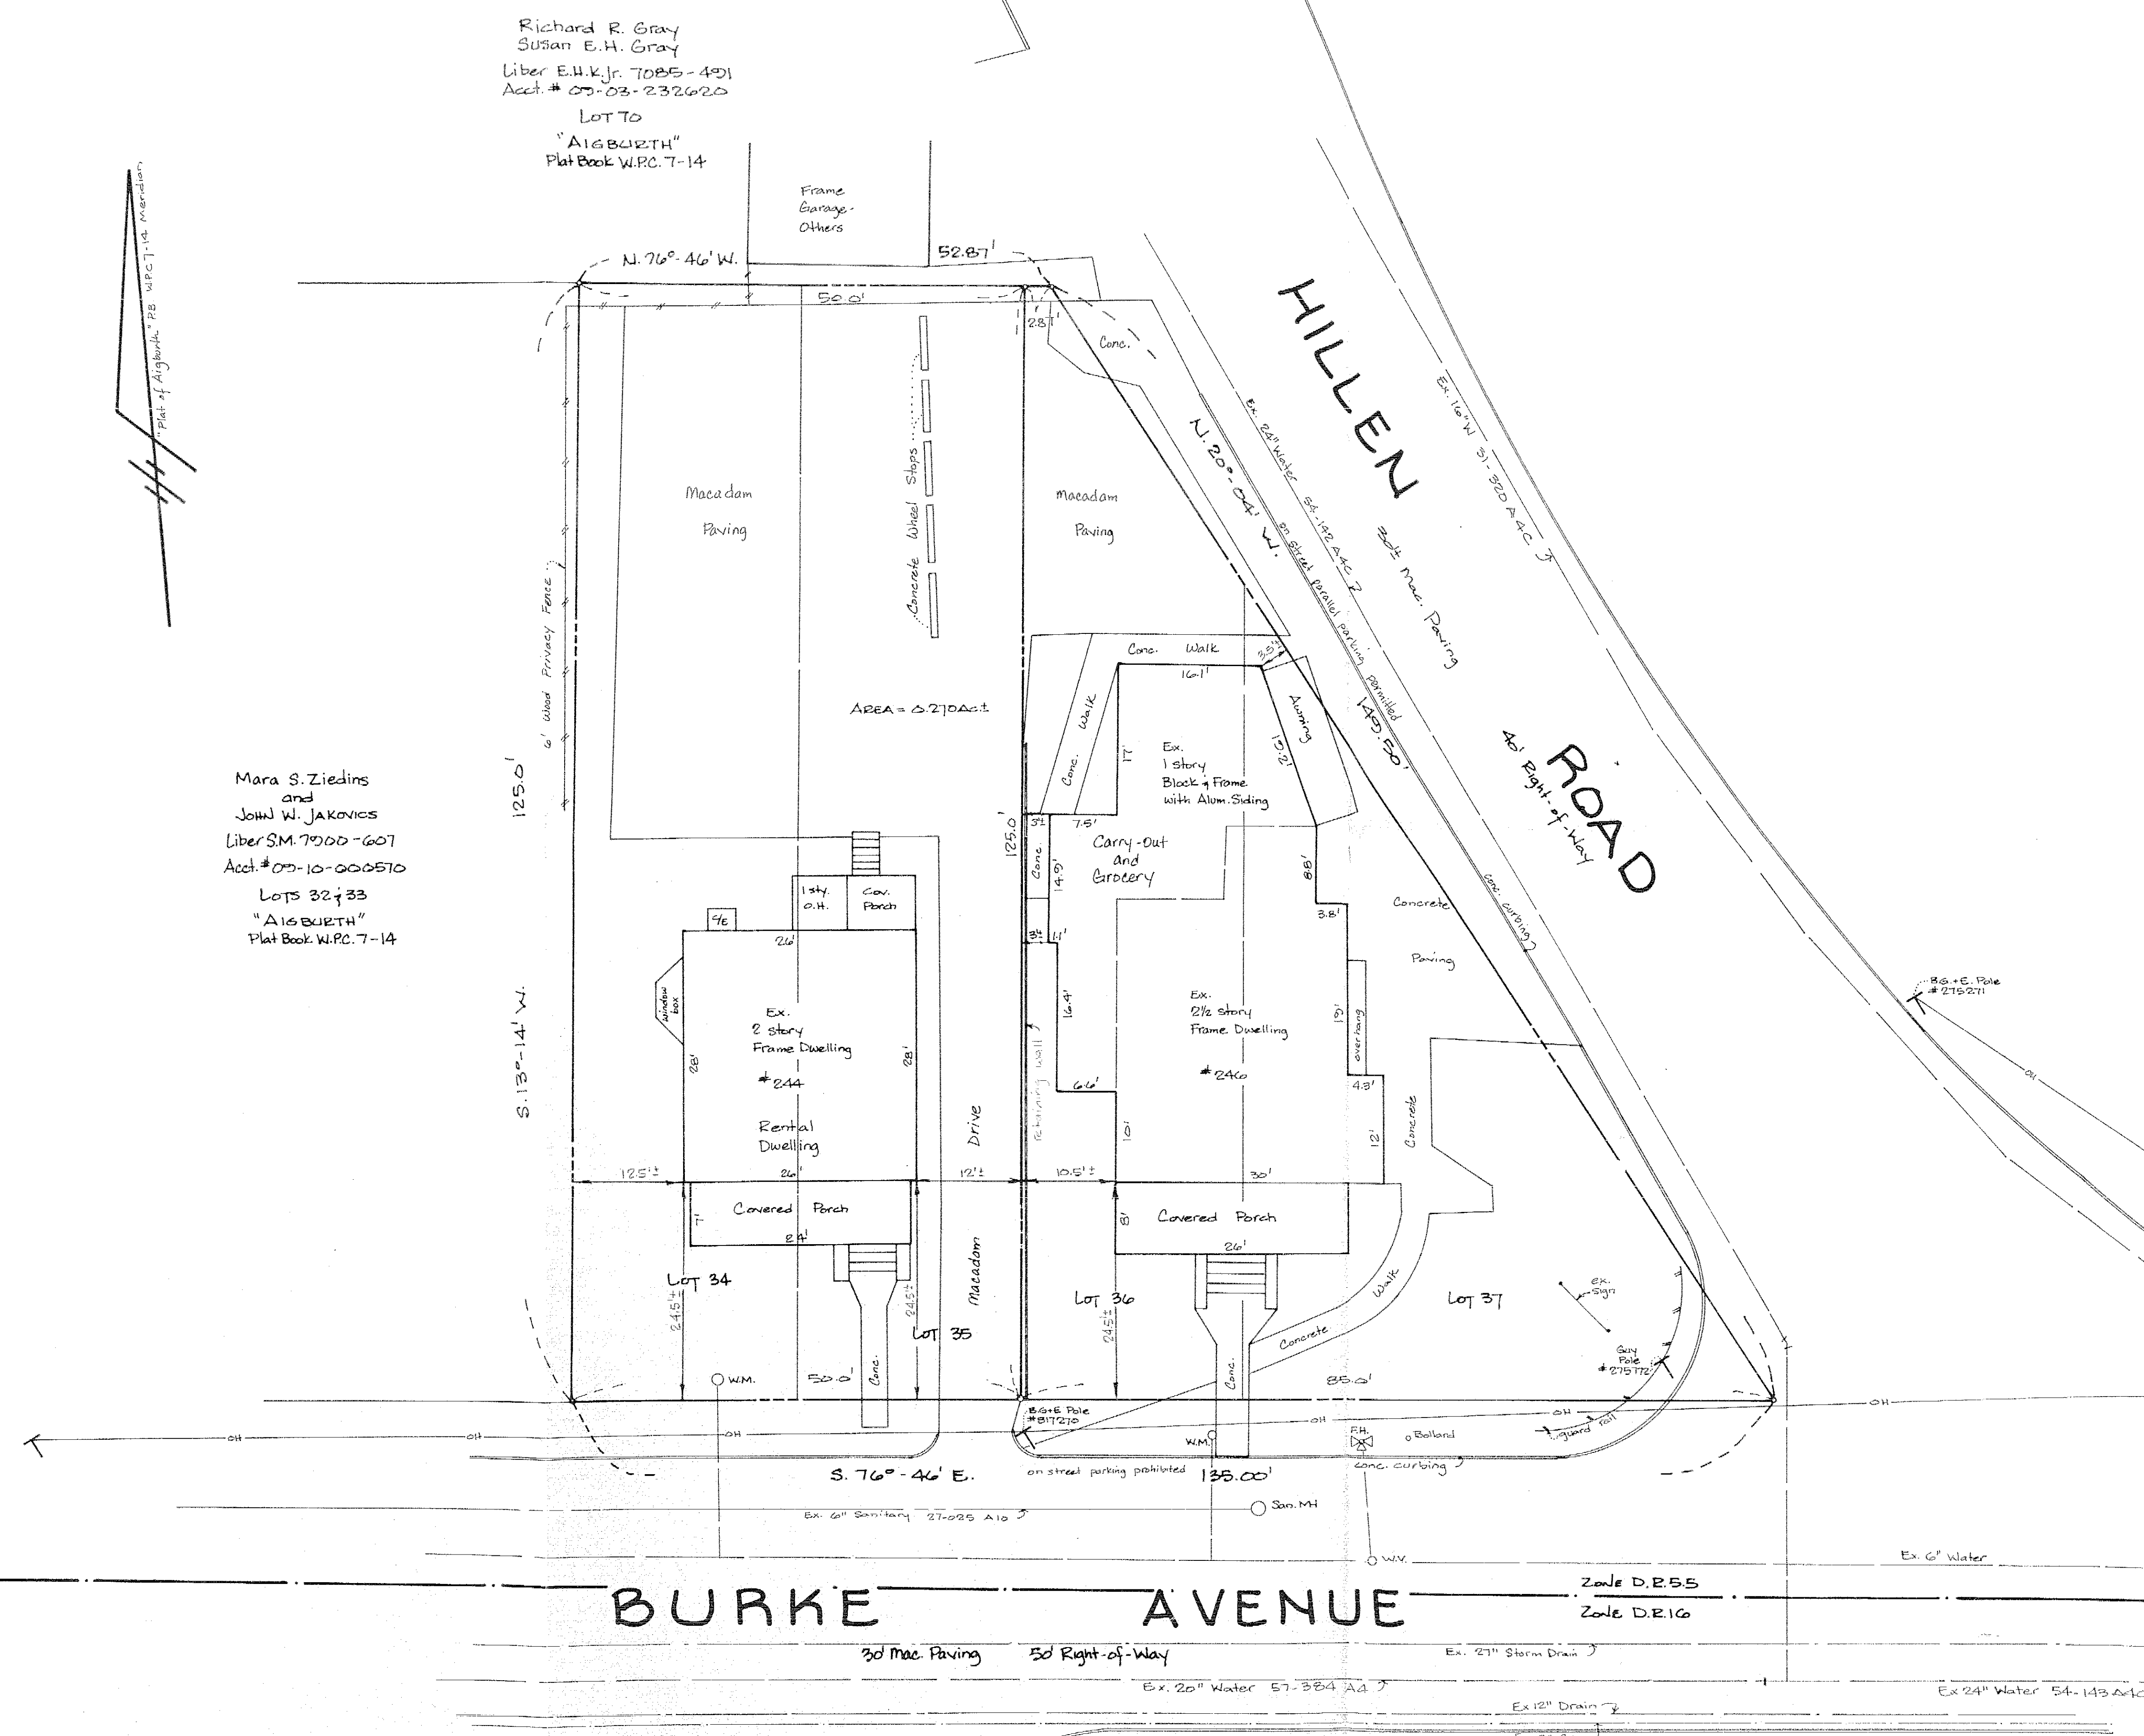 Richard R. Gray
Susan E.H. Gray
Liber E.H.K.Jr. 7085-491
Acct.# 09-03-232620
LOT 70
"AIGBURTH"
Plat Book W.P.C. 7-14
"Plat of Aigburth" P.B. W.P.C 7-14 Meridian
Frame
Garage-
Others
N. 76°-46' W.
52.87'
50.0'
2.87'
Conc.
HILLEN
ROAD
30'± Mac. Paving
40' Right-of-Way
Ex. 16" W 31-320 A4C
Ex. 24" Water 54-142 A4C
on street parallel parking permitted
N. 20°-04' W.
149.50'
conc. curbing
Macadam
Paving
Concrete Wheel Stops
Macadam
Paving
6' Wood Privacy Fence
AREA = 0.270 Ac.±
Conc. Walk
3.5'±
16.1'
Conc. Walk
17'
Awning
19.2'
Ex.
1 Story
Block & Frame
with Alum. Siding
Carry-Out
and
Grocery
3'±
7.5'
Conc.
14.9'
3'±
1.1'
8.8'
3.8'
Concrete
Paving
Mara S. Ziedins
and
JOHN W. JAKOVICS
Liber S.M. 7900-607
Acct.#09-10-000570
LOTS 32 & 33
"AIGBURTH"
Plat Book W.P.C. 7-14
125.0'
S. 13°-14' W.
125.0'
1 sty.
O.H.
Cov.
Porch
C/E
26'
window
box
Ex.
2 story
Frame Dwelling
#244
Rental
Dwelling
28'
28'
26'
12.5'±
12'±
10.5'±
retaining wall
16.4'
6.6'
10'
Ex.
2½ Story
Frame Dwelling
#246
19'
overhang
4.3'
12'
Concrete
30'
B.G.+E. Pole
#275271
OH
Covered Porch
7'
24'
Macadam Drive
Covered Porch
8'
26'
LOT 34
24.5'±
24.5'±
LOT 35
LOT 36
24.5'±
LOT 37
Concrete Walk
ex.
sign
Guy
Pole
#275772
W.M.
50.0'
Conc.
Conc.
85.0'
B.G+E Pole
#817270
OH
OH
OH
OH
OH
OH
W.M.
F.H.
Bollard
guard rail
S. 76°-46' E.
on street parking prohibited
135.00'
conc. curbing
Ex. 6" Sanitary 27-025 A10
San. MH
W.V.
Ex. 6" Water
BURKE AVENUE
ZONE D.R.5.5
ZONE D.R.16
30' Mac. Paving
50' Right-of-Way
Ex. 27" Storm Drain
Ex. 20" Water 57-384 A4
Ex 24" Water 54-143 A4C
Ex 12" Drain